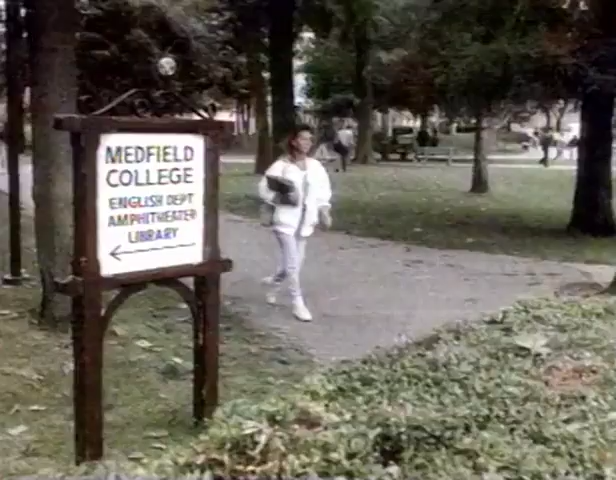 MEDFIELD
COLLEGE
ENGLISH DEPT
AMPHITHEATER
LIBRARY